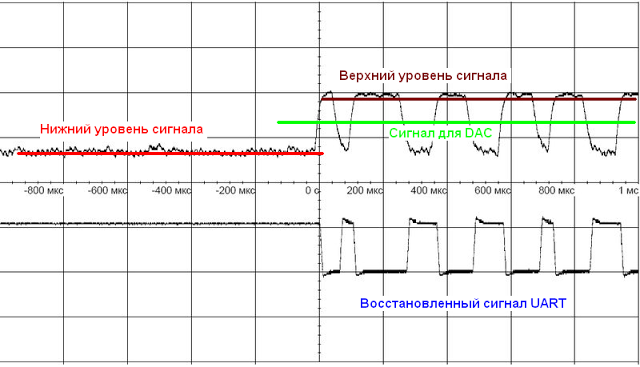 Верхний уровень сигнала
Нижний уровень сигнала
Сигнал для DAC
-800 мкс -600 мкс -400 мкс -200 мкс 0 с 200 мкс 400 мкс 600 мкс 800 мкс 1 мс
Восстановленный сигнал UART